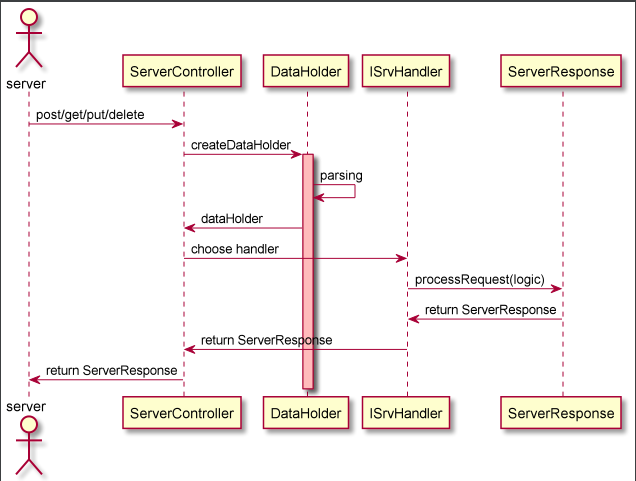 server
ServerController
DataHolder
ISrvHandler
ServerResponse
post/get/put/delete
createDataHolder
parsing
dataHolder
choose handler
processRequest(logic)
return ServerResponse
return ServerResponse
return ServerResponse
server
ServerController
DataHolder
ISrvHandler
ServerResponse